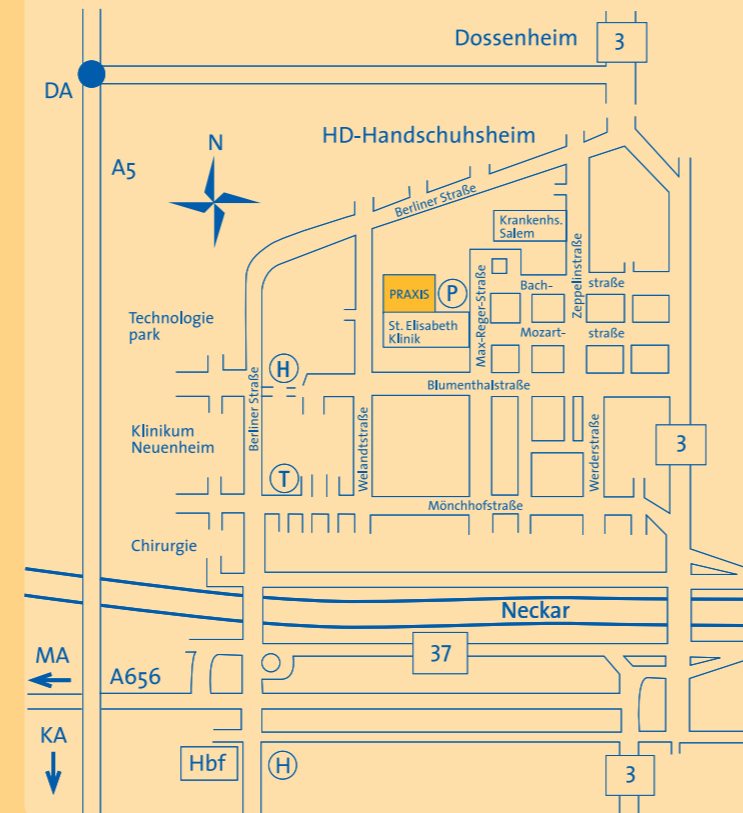 Dossenheim
3
DA
HD-Handschuhsheim
N
A5
Berliner Straße
Krankenhs.
Salem
Zeppelinstraße
PRAXIS
P
Max-Reger-Straße
Bach-
straße
Technologie
park
St. Elisabeth
Klinik
Mozart-
straße
H
Blumenthalstraße
Berliner Straße
Klinikum
Neuenheim
Welandtstraße
Werderstraße
3
T
Mönchhofstraße
Chirurgie
Neckar
MA
37
A656
KA
Hbf
H
3